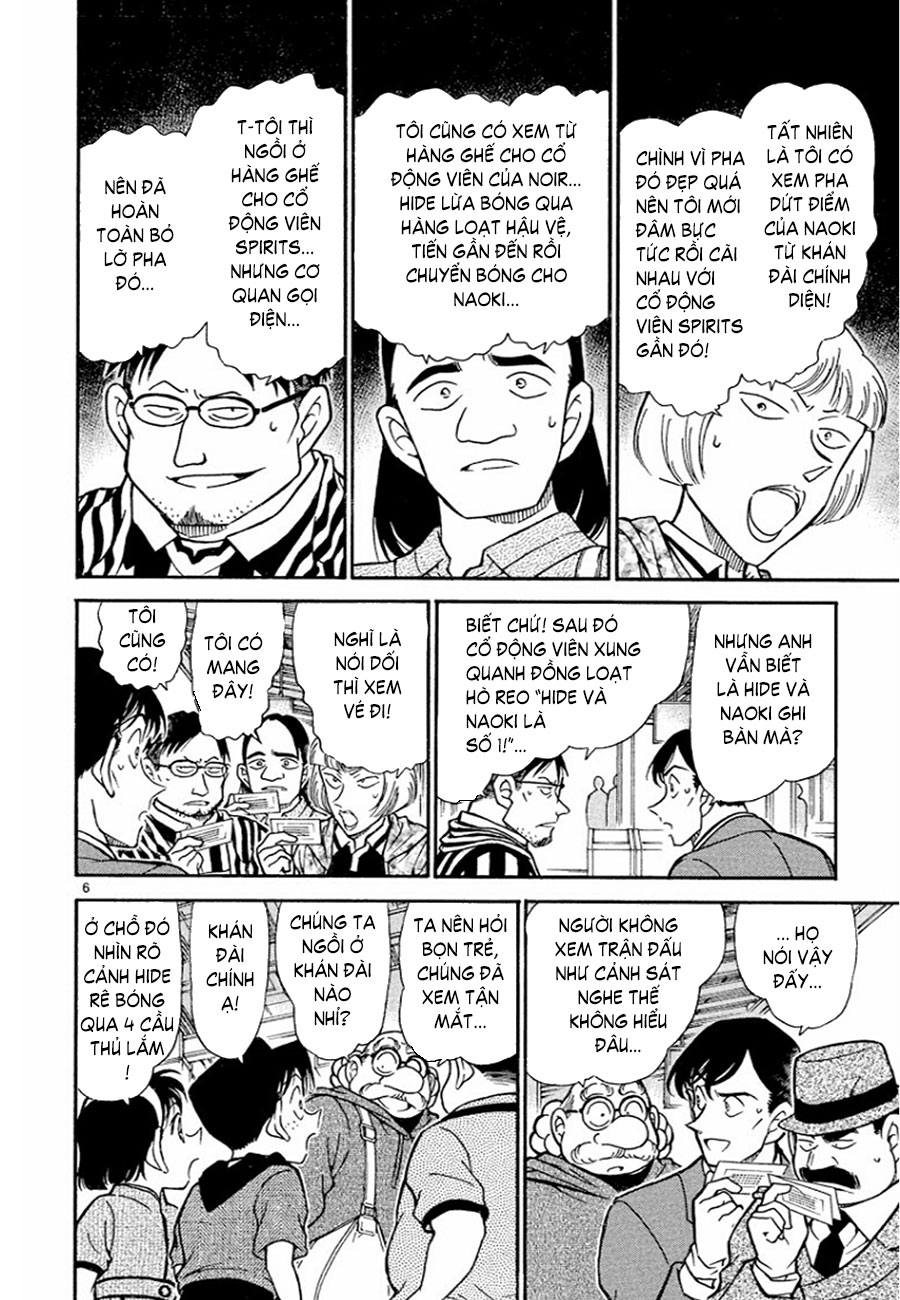 TẤT NHIÊN
LÀ TÔI CÓ
XEM PHA
DỨT ĐIỂM
CỦA NAOKI
TỪ KHÁN
ĐÀI CHÍNH
DIỆN!
CHÌNH VÌ PHA
ĐÓ ĐẸP QUÁ
NÊN TÔI MỚI
ĐÂM BỰC
TỨC RỒI CÃI
NHAU VỚI
CỔ ĐỘNG
VIÊN SPIRITS
GẦN ĐÓ!
TÔI CŨNG CÓ XEM TỪ
HÀNG GHẾ CHO CỔ
ĐỘNG VIÊN CỦA NOIR...
HIDE LỪA BÓNG QUA
HÀNG LOẠT HẬU VỆ,
TIẾN GẦN ĐẾN RỒI
CHUYỂN BÓNG CHO
NAOKI...
T-TÔI THÌ
NGỒI Ở
HÀNG GHẾ
CHO CỔ
ĐỘNG VIÊN
SPIRITS...
NHƯNG CƠ
QUAN GỌI
ĐIỆN...
NÊN ĐÃ
HOÀN
TOÀN BỎ
LỠ PHA
ĐÓ...
NHƯNG ANH
VẪN BIẾT
LÀ HIDE VÀ
NAOKI GHI
BÀN MÀ?
BIẾT CHỨ! SAU ĐÓ
CỔ ĐỘNG VIÊN XUNG
QUANH ĐỒNG LOẠT
HÒ REO "HIDE VÀ
NAOKI LÀ
SỐ 1!"...
NGHĨ LÀ
NÓI DỐI
THÌ XEM
VÉ ĐI!
TÔI CÓ
MANG
ĐÂY!
TÔI
CŨNG
CÓ!
6
... HỌ
NÓI VẬY
ĐẤY...
NGƯỜI KHÔNG
XEM TRẬN ĐẤU
NHƯ CẢNH SÁT
NGHE THẾ
KHÔNG HIỂU
ĐÂU...
TA NÊN HỎI
BỌN TRẺ,
CHÚNG ĐÃ
XEM TẬN
MẮT...
CHÚNG TA
NGỒI Ở
KHÁN ĐÀI
NÀO
NHỈ?
KHÁN
ĐÀI
CHÍNH
Ạ!
Ở CHỖ ĐÓ
NHÌN RÕ
CẢNH HIDE
RÊ BÓNG
QUA 4 CẦU
THỦ LẮM
!